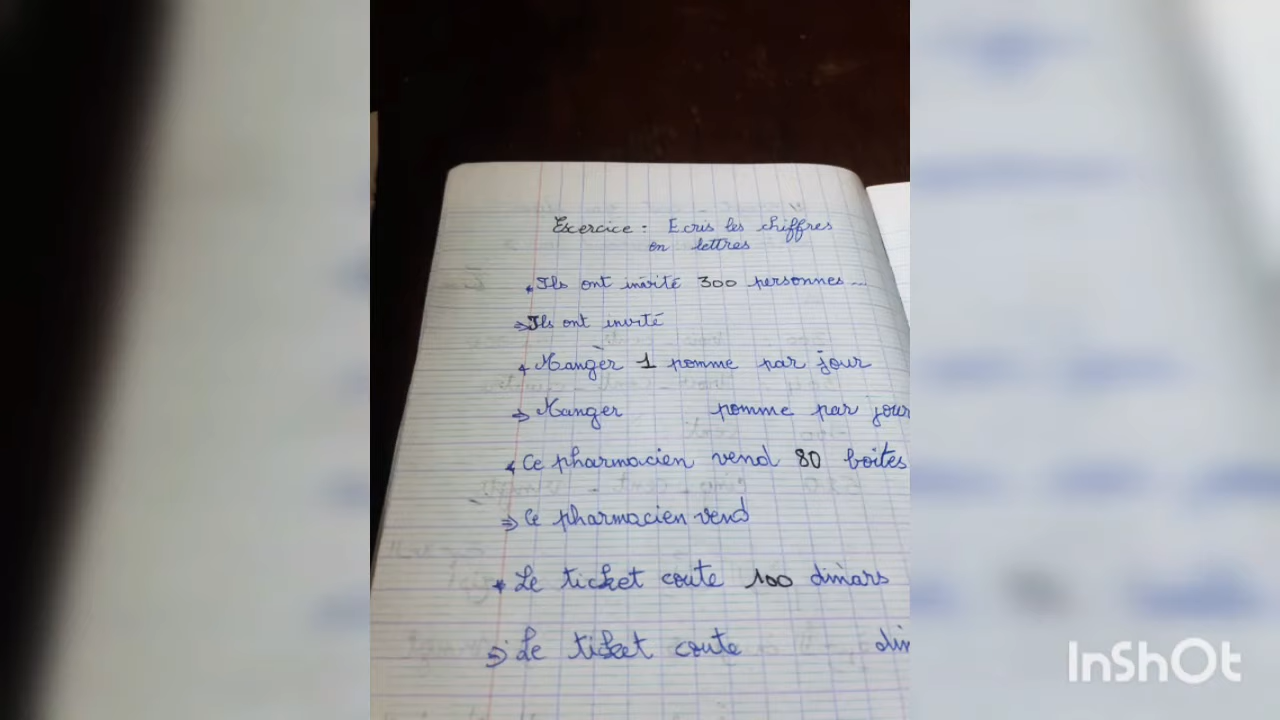 Exercice : Ecris les chiffres
en lettres
Ils ont invité 300 personnes...
⇒ Ils ont invité
Manger 1 pomme par jour
⇒ Manger pomme par jour
Ce pharmacien vend 80 boites
⇒ Ce pharmacien vend
Le ticket coute 100 dinars
⇒ Le ticket coute din
InShOt